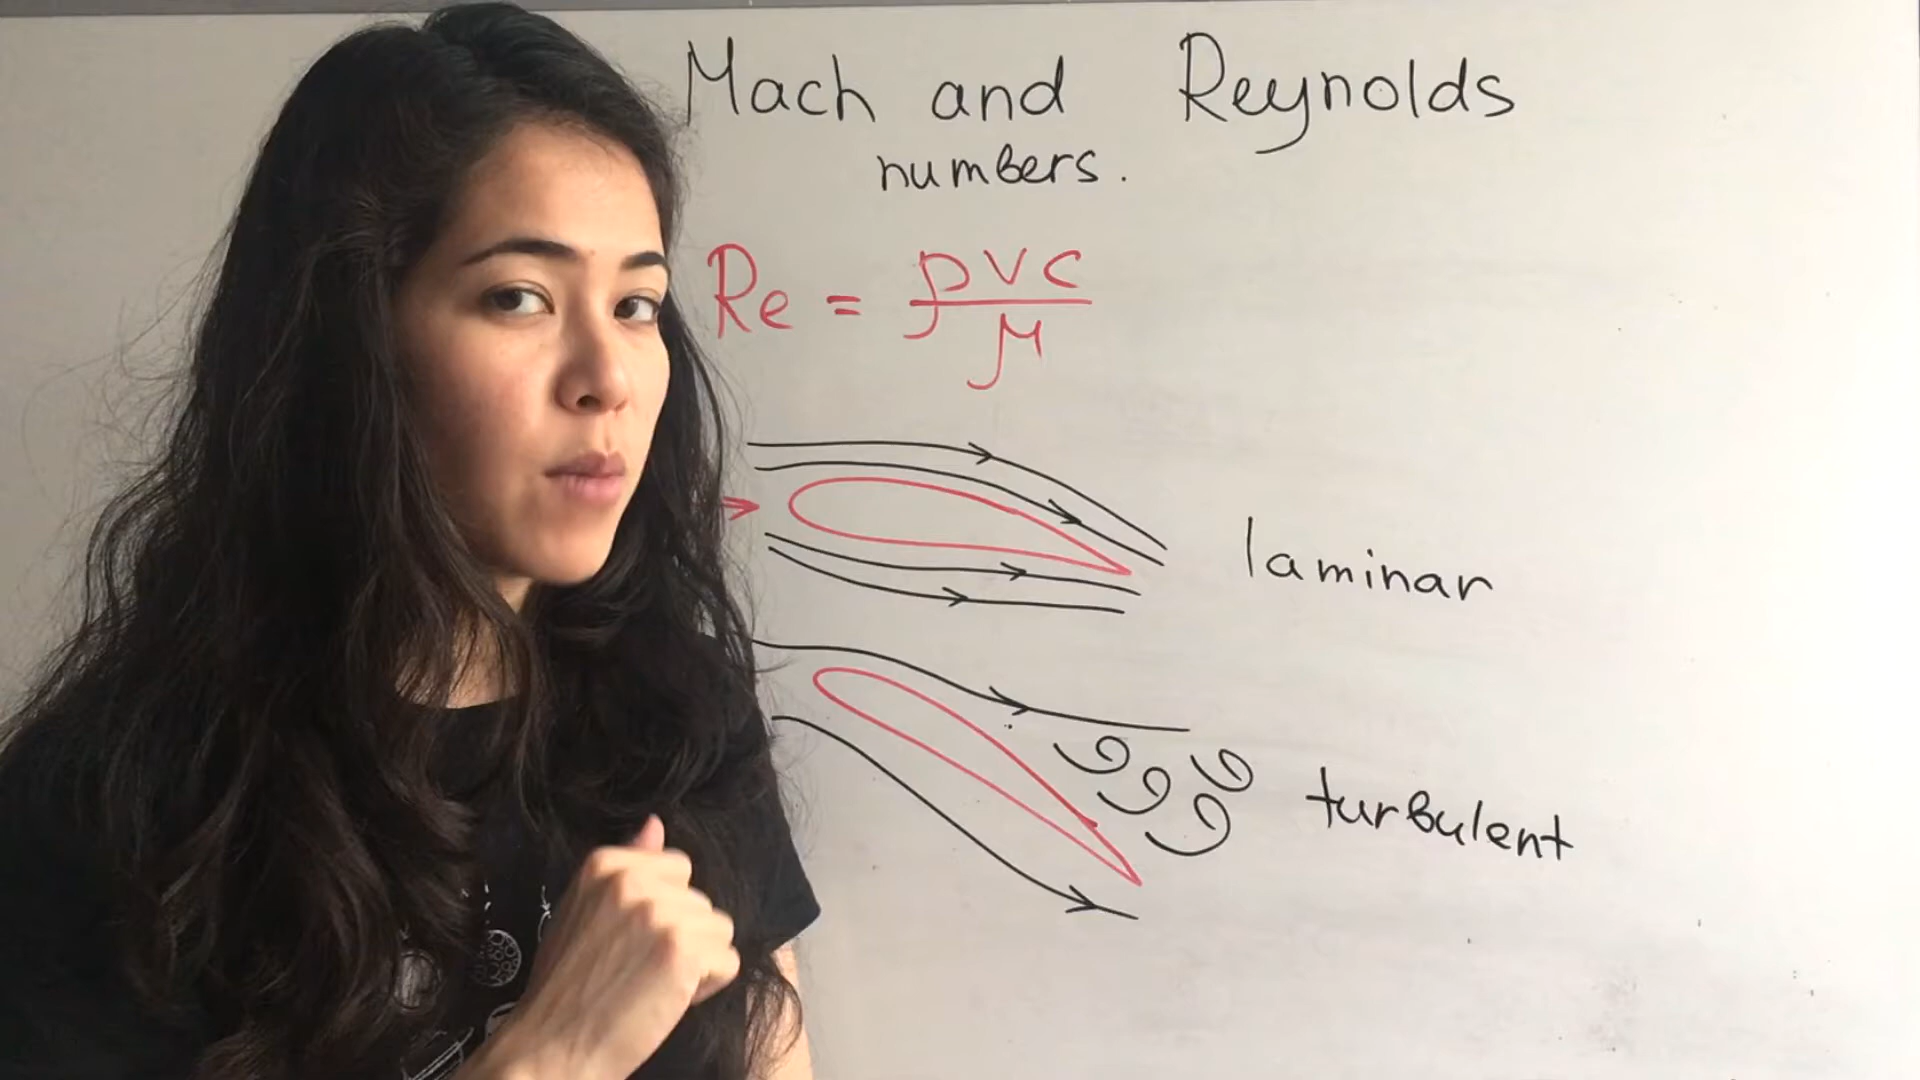 Mach and Reynolds
numbers.
Re = ρVc
μ
laminar
turbulent